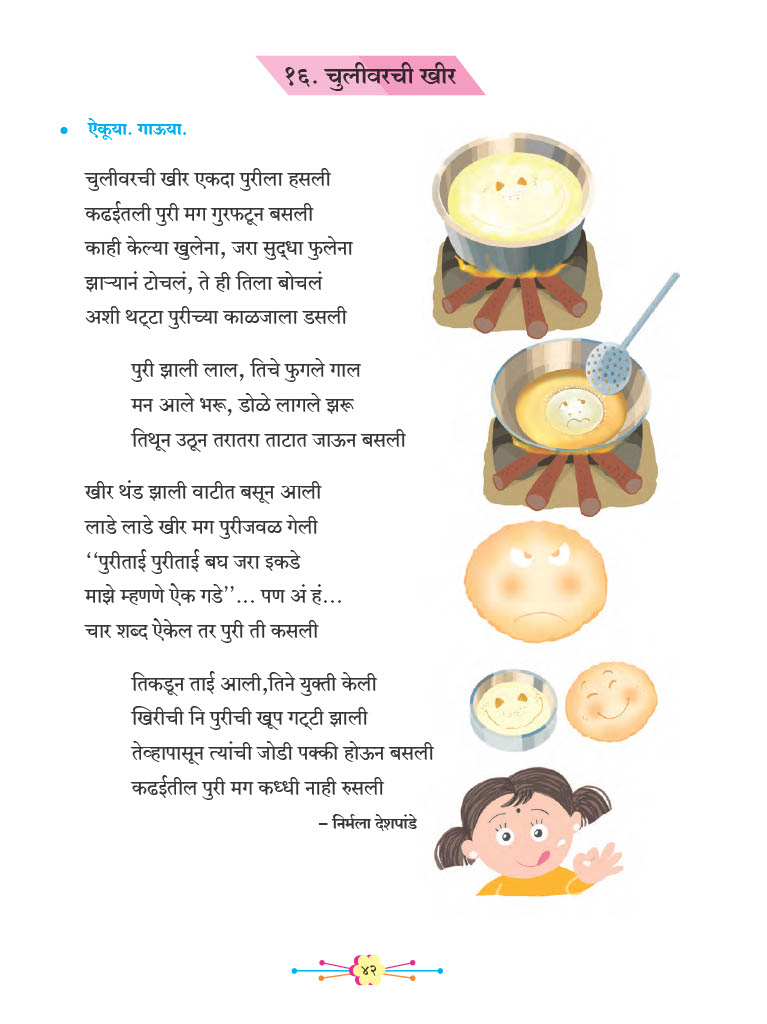 १६. चुलीवरची खीर
• ऐकूया. गाऊया.
चुलीवरची खीर एकदा पुरीला हसली
कढईतली पुरी मग गुरफटून बसली
काही केल्या खुलेना, जरा सुद्धा फुलेना
झाऱ्यानं टोचलं, ते ही तिला बोचलं
अशी थट्टा पुरीच्या काळजाला डसली
पुरी झाली लाल, तिचे फुगले गाल
मन आले भरू, डोळे लागले झरू
तिथून उठून तरातरा ताटात जाऊन बसली
खीर थंड झाली वाटीत बसून आली
लाडे लाडे खीर मग पुरीजवळ गेली
‘‘पुरीताई पुरीताई बघ जरा इकडे
माझे म्हणणे ऐक गडे’’... पण अं हं...
चार शब्द ऐकेल तर पुरी ती कसली
तिकडून ताई आली,तिने युक्ती केली
खिरीची नि पुरीची खूप गट्टी झाली
तेव्हापासून त्यांची जोडी पक्की होऊन बसली
कढईतील पुरी मग कध्धी नाही रुसली
– निर्मला देशपांडे
४२